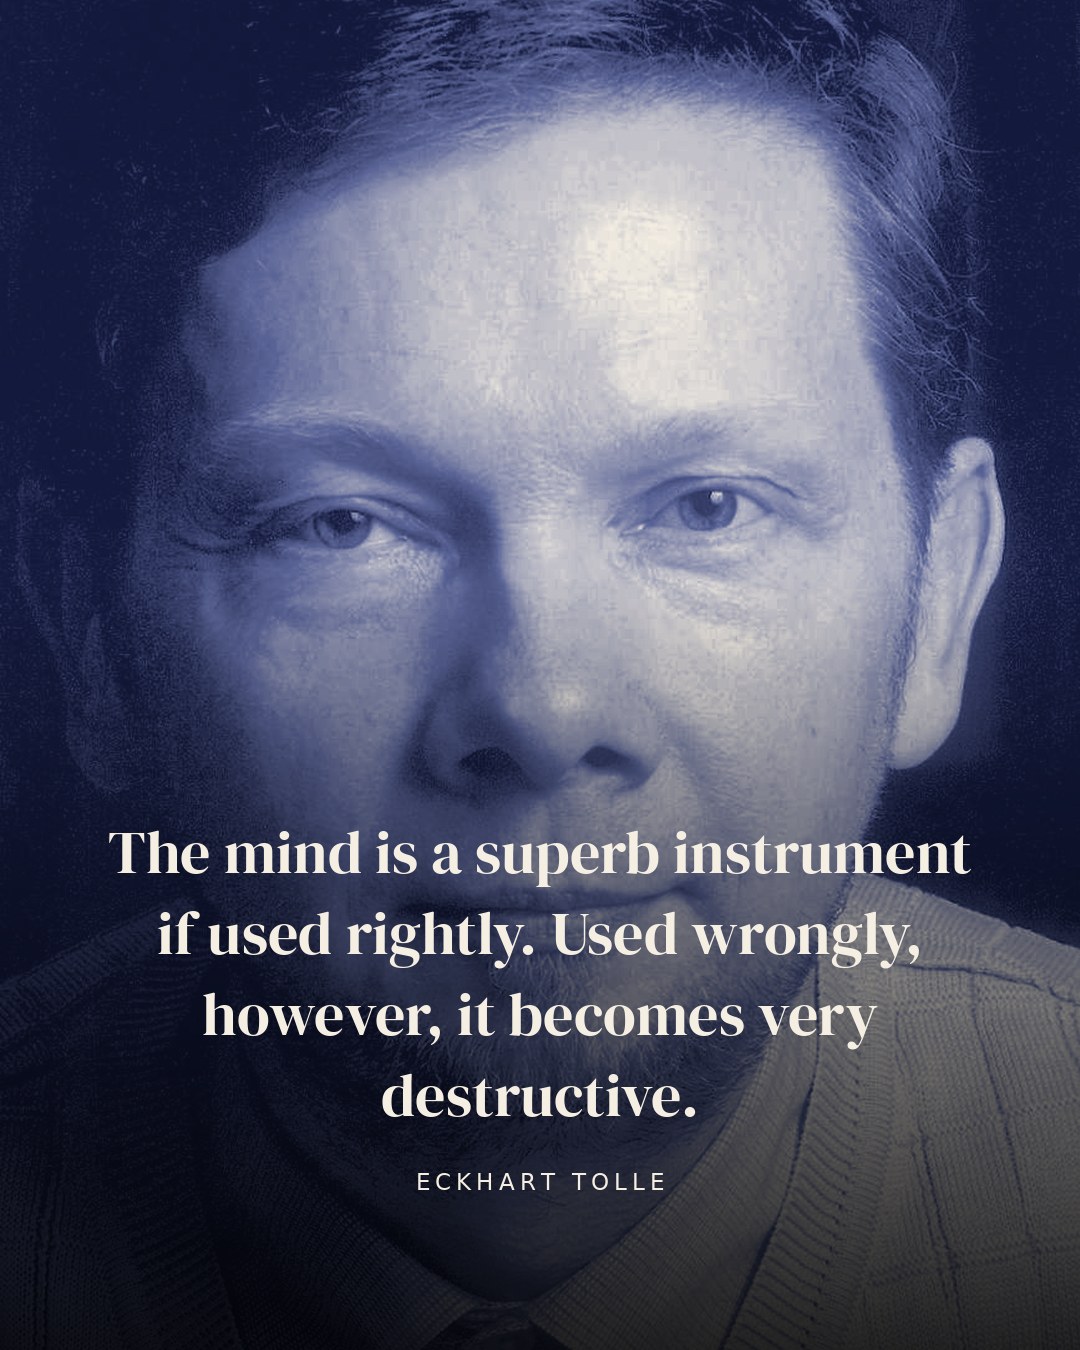 The mind is a superb instrument
if used rightly. Used wrongly,
however, it becomes very
destructive.
ECKHART TOLLE